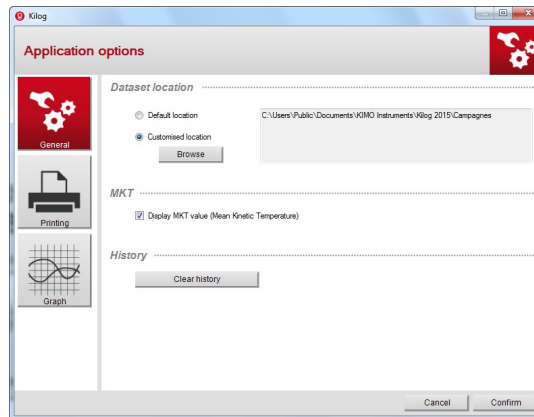 Kilog
Application options
General
Printing
Graph
Dataset location
Default location
C:\Users\Public\Documents\KIMO Instruments\Kilog 2015\Campagnes
Customised location
Browse
MKT
Display MKT value (Mean Kinetic Temperature)
History
Clear history
Cancel
Confirm